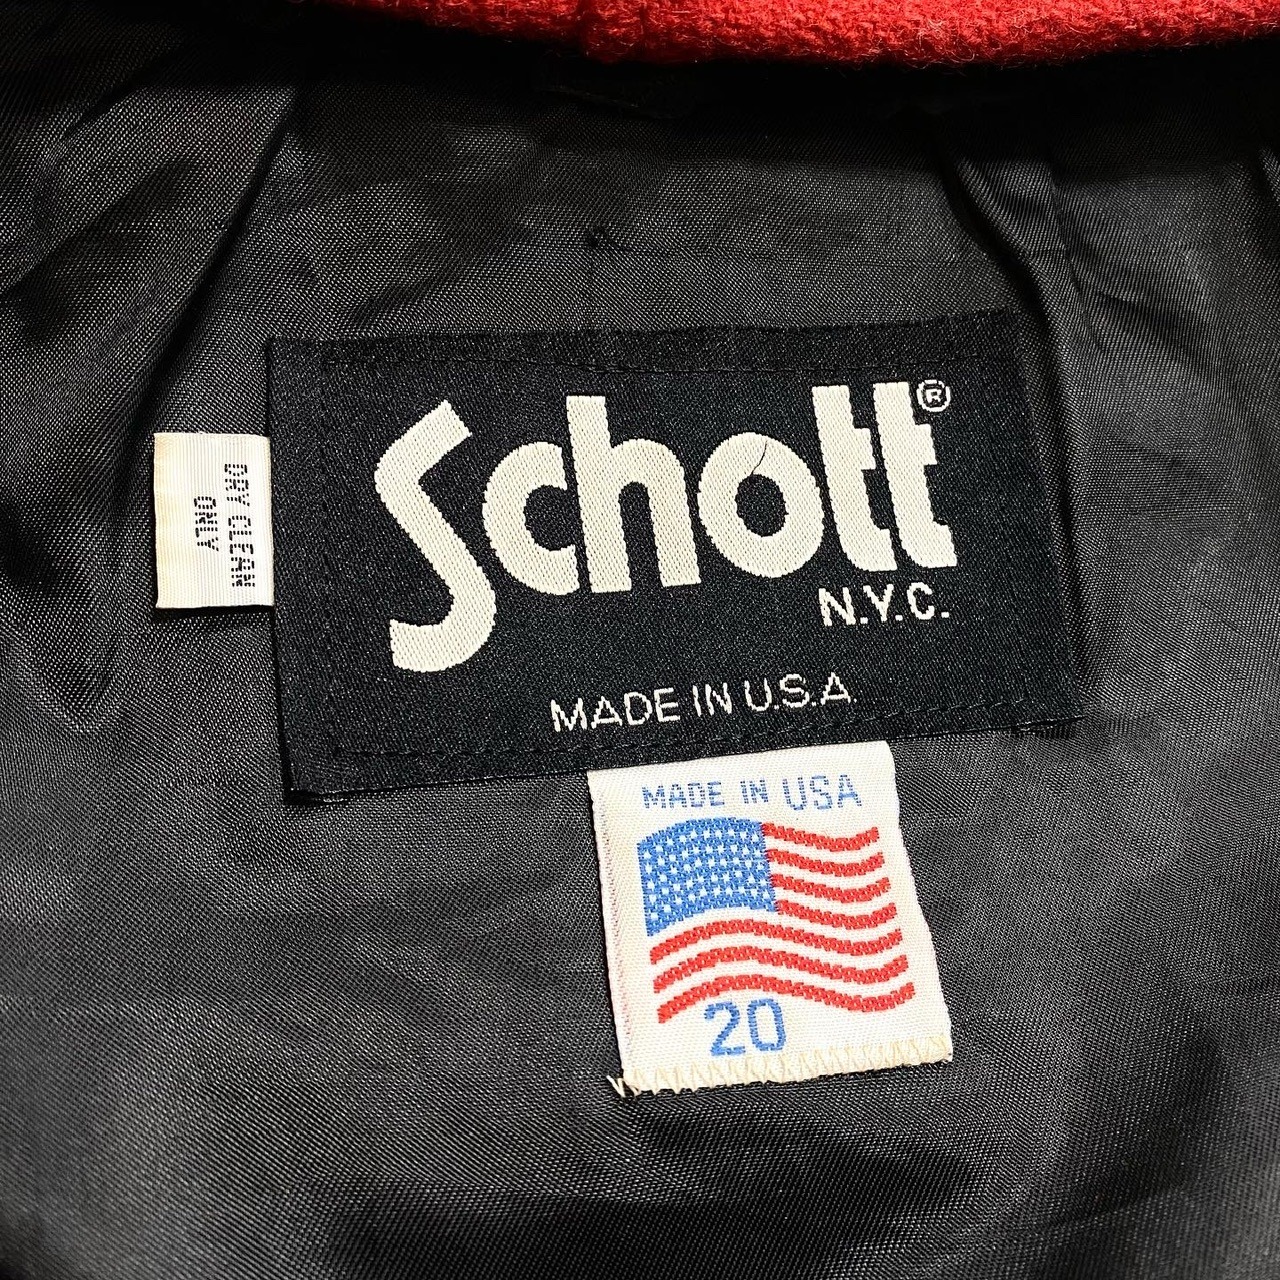 Schott®
N.Y.C.
MADE IN U.S.A.
DRY CLEAN
ONLY
MADE IN USA
20